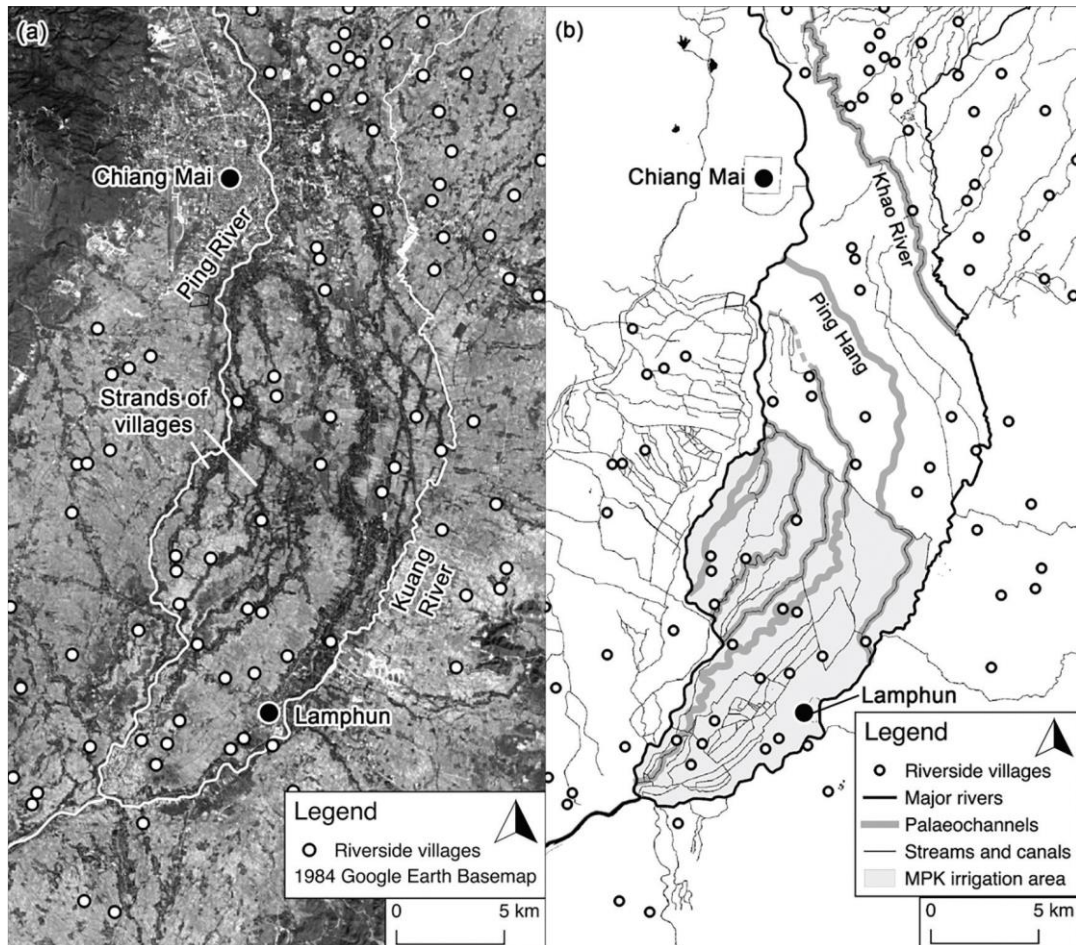 (a)
Chiang Mai
Ping River
Strands of
villages
Kuang
River
Lamphun
Legend
Riverside villages
1984 Google Earth Basemap
0 5 km
(b)
Chiang Mai
Khao River
Ping Hang
Lamphun
Legend
Riverside villages
Major rivers
Palaeochannels
Streams and canals
MPK irrigation area
0 5 km